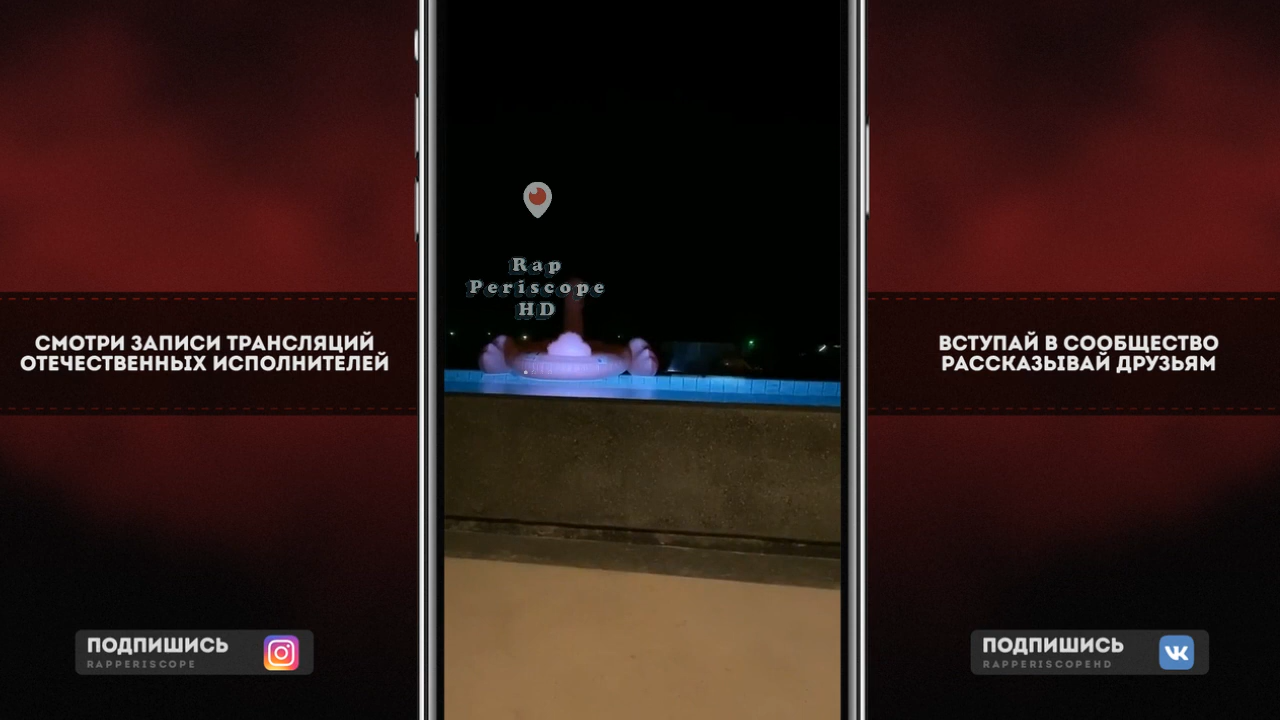 Rap
Periscope
HD
СМОТРИ ЗАПИСИ ТРАНСЛЯЦИЙ
ОТЕЧЕСТВЕННЫХ ИСПОЛНИТЕЛЕЙ
ВСТУПАЙ В СООБЩЕСТВО
РАССКАЗЫВАЙ ДРУЗЬЯМ
ПОДПИШИСЬ
RAPPERISCOPE
ПОДПИШИСЬ
RAPPERISCOPEHD